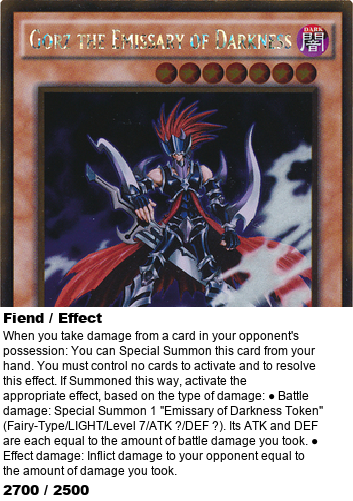 GORZ THE EMISSARY OF DARKNESS
DARK
闇
Fiend / Effect
When you take damage from a card in your opponent's
possession: You can Special Summon this card from your
hand. You must control no cards to activate and to resolve
this effect. If Summoned this way, activate the
appropriate effect, based on the type of damage: ● Battle
damage: Special Summon 1 "Emissary of Darkness Token"
(Fairy-Type/LIGHT/Level 7/ATK ?/DEF ?). Its ATK and DEF
are each equal to the amount of battle damage you took. ●
Effect damage: Inflict damage to your opponent equal to
the amount of damage you took.
2700 / 2500